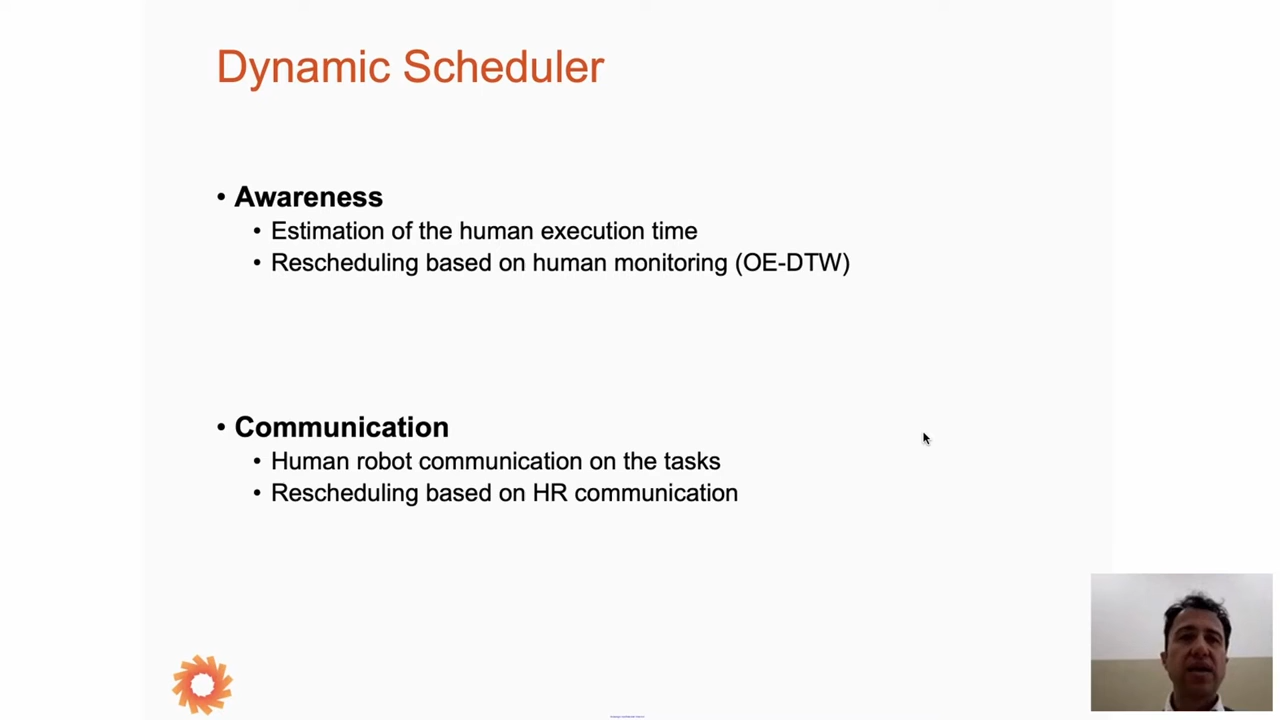 Dynamic Scheduler
• Awareness
• Estimation of the human execution time
• Rescheduling based on human monitoring (OE-DTW)
• Communication
• Human robot communication on the tasks
• Rescheduling based on HR communication